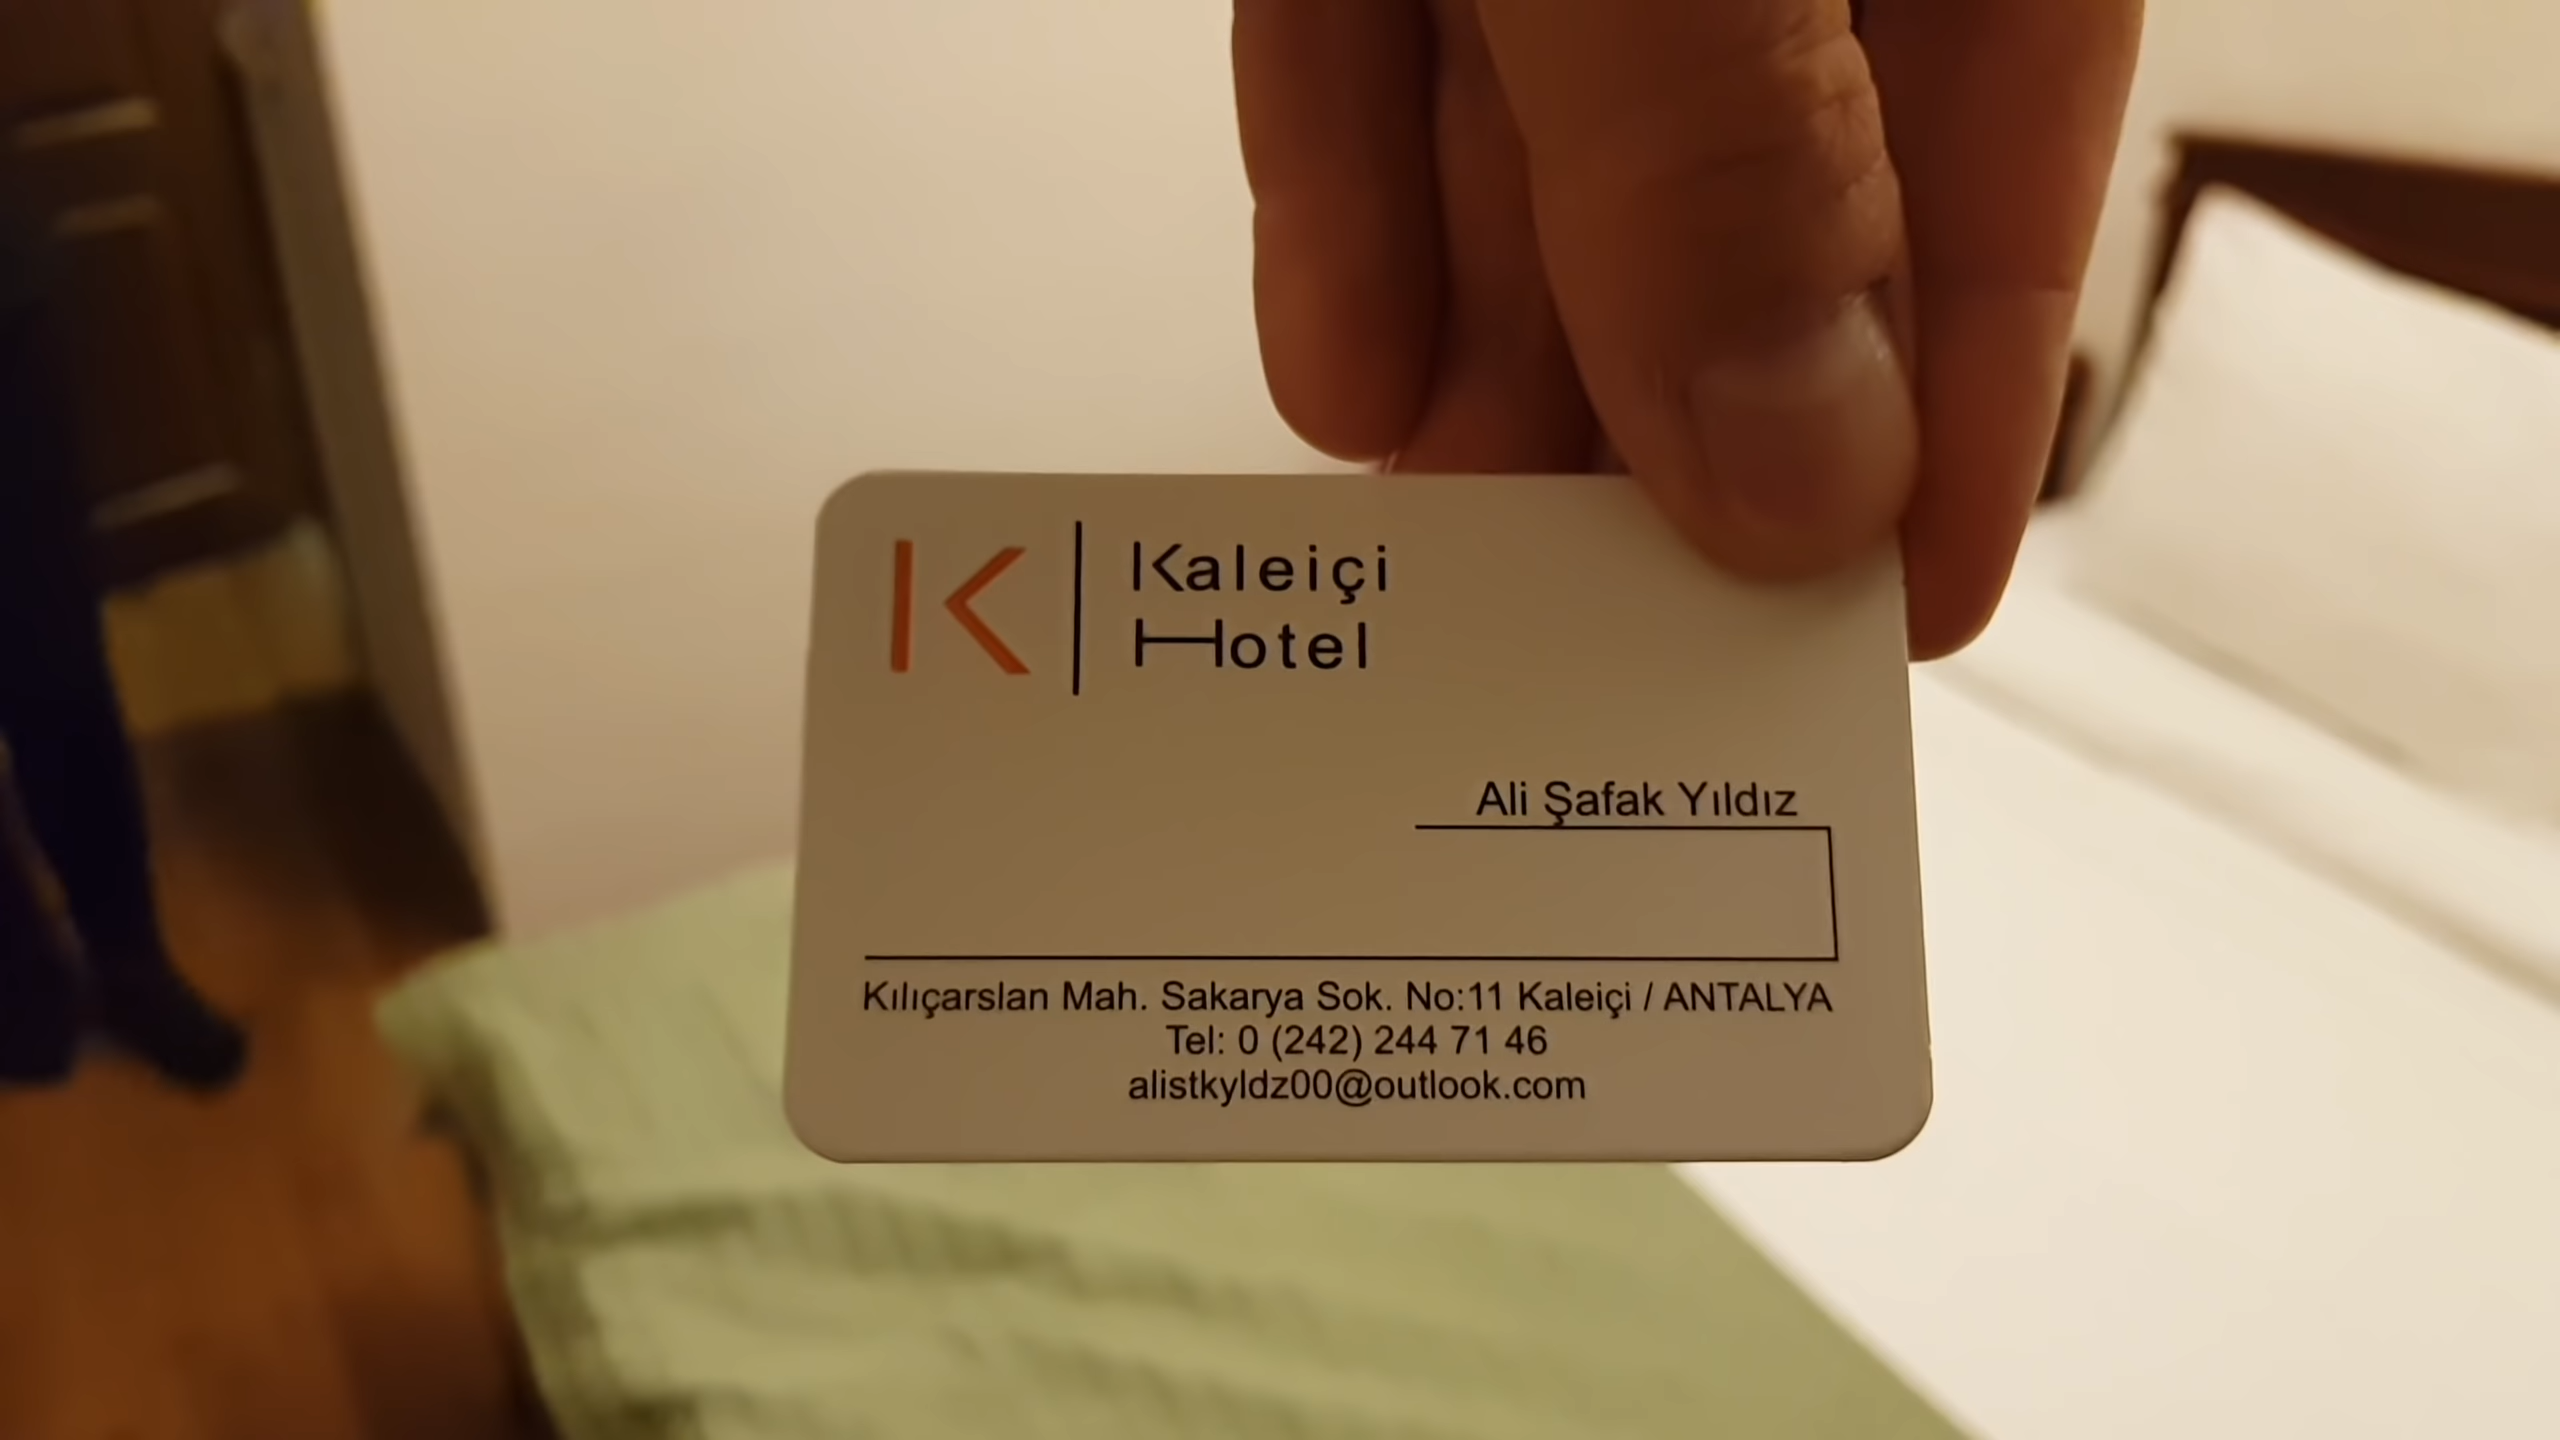 K
Kaleiçi
Hotel
Ali Şafak Yıldız
Kılıçarslan Mah. Sakarya Sok. No:11 Kaleiçi / ANTALYA
Tel: 0 (242) 244 71 46
alistkyldz00@outlook.com